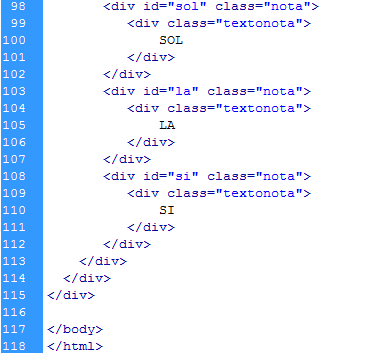 98 <div id="sol" class="nota">
99 <div class="textonota">
100 SOL
101 </div>
102 </div>
103 <div id="la" class="nota">
104 <div class="textonota">
105 LA
106 </div>
107 </div>
108 <div id="si" class="nota">
109 <div class="textonota">
110 SI
111 </div>
112 </div>
113 </div>
114 </div>
115 </div>
116
117 </body>
118 </html>